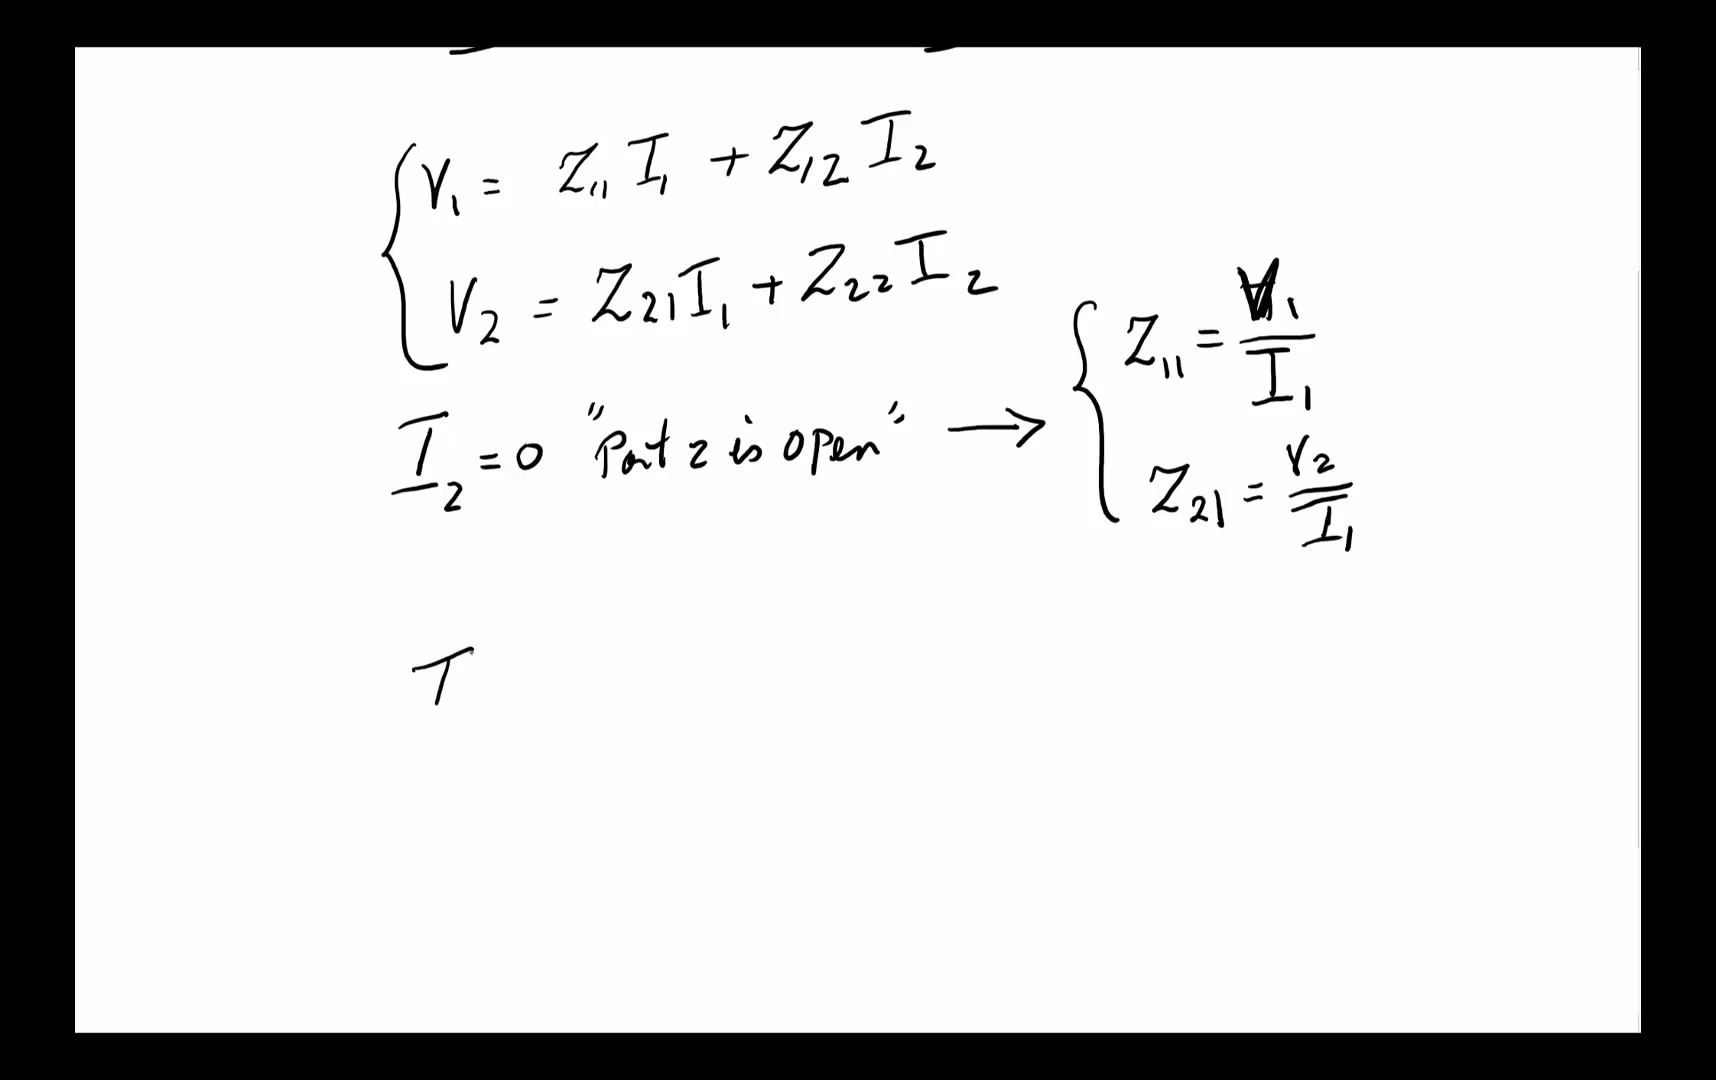 V₁ = Z₁₁ I₁ + Z₁₂ I₂
V₂ = Z₂₁ I₁ + Z₂₂ I₂
I₂ = 0 "Port 2 is open" → Z₁₁ = V₁ / I₁
Z₂₁ = V₂ / I₁
I